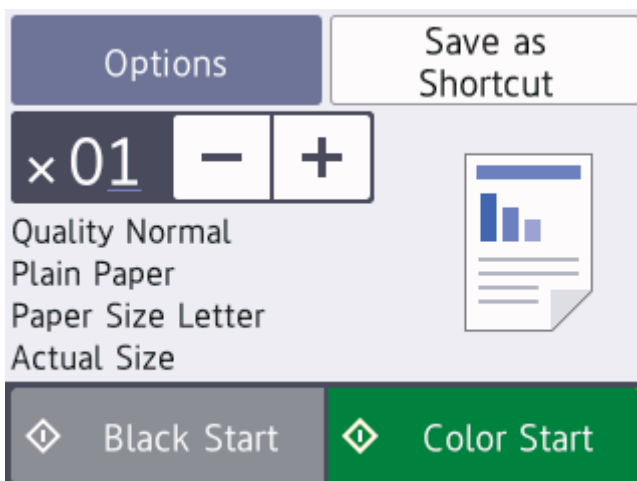 Options
Save as
Shortcut
× 01 − +
Quality Normal
Plain Paper
Paper Size Letter
Actual Size
Black Start
Color Start